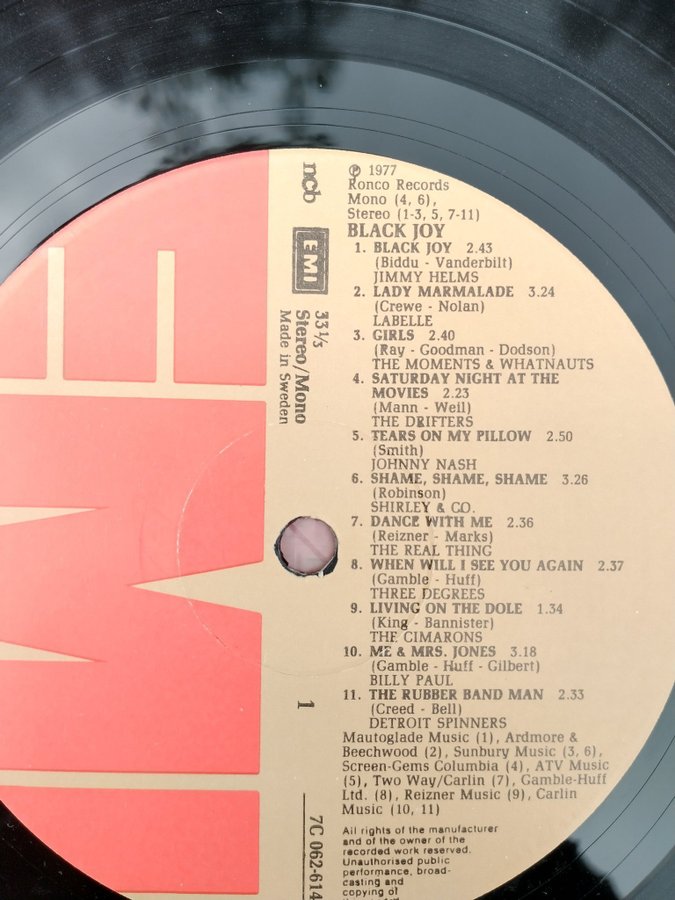 ℗ 1977
Ronco Records
Mono (4, 6),
Stereo (1-3, 5, 7-11)
BLACK JOY
1. BLACK JOY 2.43
(Biddu - Vanderbilt)
JIMMY HELMS
2. LADY MARMALADE 3.24
(Crewe - Nolan)
LABELLE
3. GIRLS 2.40
(Ray - Goodman - Dodson)
THE MOMENTS & WHATNAUTS
4. SATURDAY NIGHT AT THE
MOVIES 2.23
(Mann - Weil)
THE DRIFTERS
5. TEARS ON MY PILLOW 2.50
(Smith)
JOHNNY NASH
6. SHAME, SHAME, SHAME 3.26
(Robinson)
SHIRLEY & CO.
7. DANCE WITH ME 2.36
(Reizner - Marks)
THE REAL THING
8. WHEN WILL I SEE YOU AGAIN 2.37
(Gamble - Huff)
THREE DEGREES
9. LIVING ON THE DOLE 1.34
(King - Bannister)
THE CIMARONS
10. ME & MRS. JONES 3.18
(Gamble - Huff - Gilbert)
BILLY PAUL
11. THE RUBBER BAND MAN 2.33
(Creed - Bell)
DETROIT SPINNERS
Mautoglade Music (1), Ardmore &
Beechwood (2), Sunbury Music (3, 6),
Screen-Gems Columbia (4), ATV Music
(5), Two Way/Carlin (7), Gamble-Huff
Ltd. (8), Reizner Music (9), Carlin
Music (10, 11)
All rights of the manufacturer
and of the owner of the
recorded work reserved.
Unauthorised public
performance, broad-
casting and
copying of
ncb
EMI
33 1/3
Stereo/Mono
Made in Sweden
1
7C 062-614
EMI